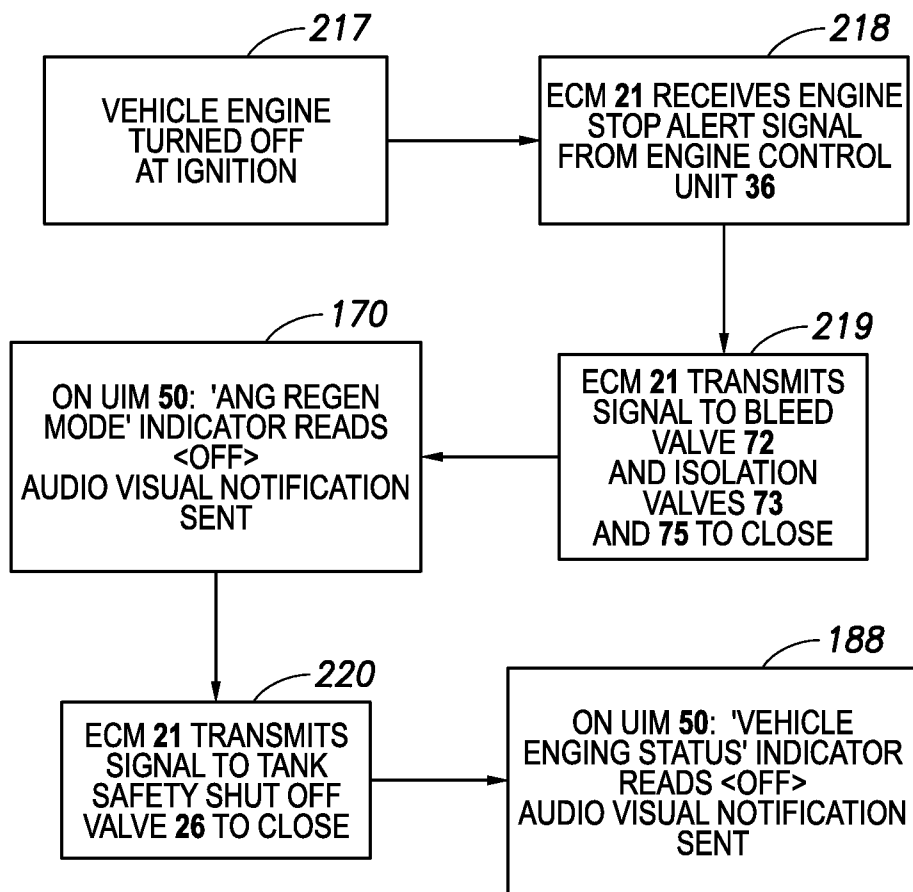 217
VEHICLE ENGINE
TURNED OFF
AT IGNITION
218
ECM 21 RECEIVES ENGINE
STOP ALERT SIGNAL
FROM ENGINE CONTROL
UNIT 36
219
ECM 21 TRANSMITS
SIGNAL TO BLEED
VALVE 72
AND ISOLATION
VALVES 73
AND 75 TO CLOSE
170
ON UIM 50: 'ANG REGEN
MODE' INDICATOR READS
<OFF>
AUDIO VISUAL NOTIFICATION
SENT
220
ECM 21 TRANSMITS
SIGNAL TO TANK
SAFETY SHUT OFF
VALVE 26 TO CLOSE
188
ON UIM 50: 'VEHICLE
ENGING STATUS' INDICATOR
READS <OFF>
AUDIO VISUAL NOTIFICATION
SENT